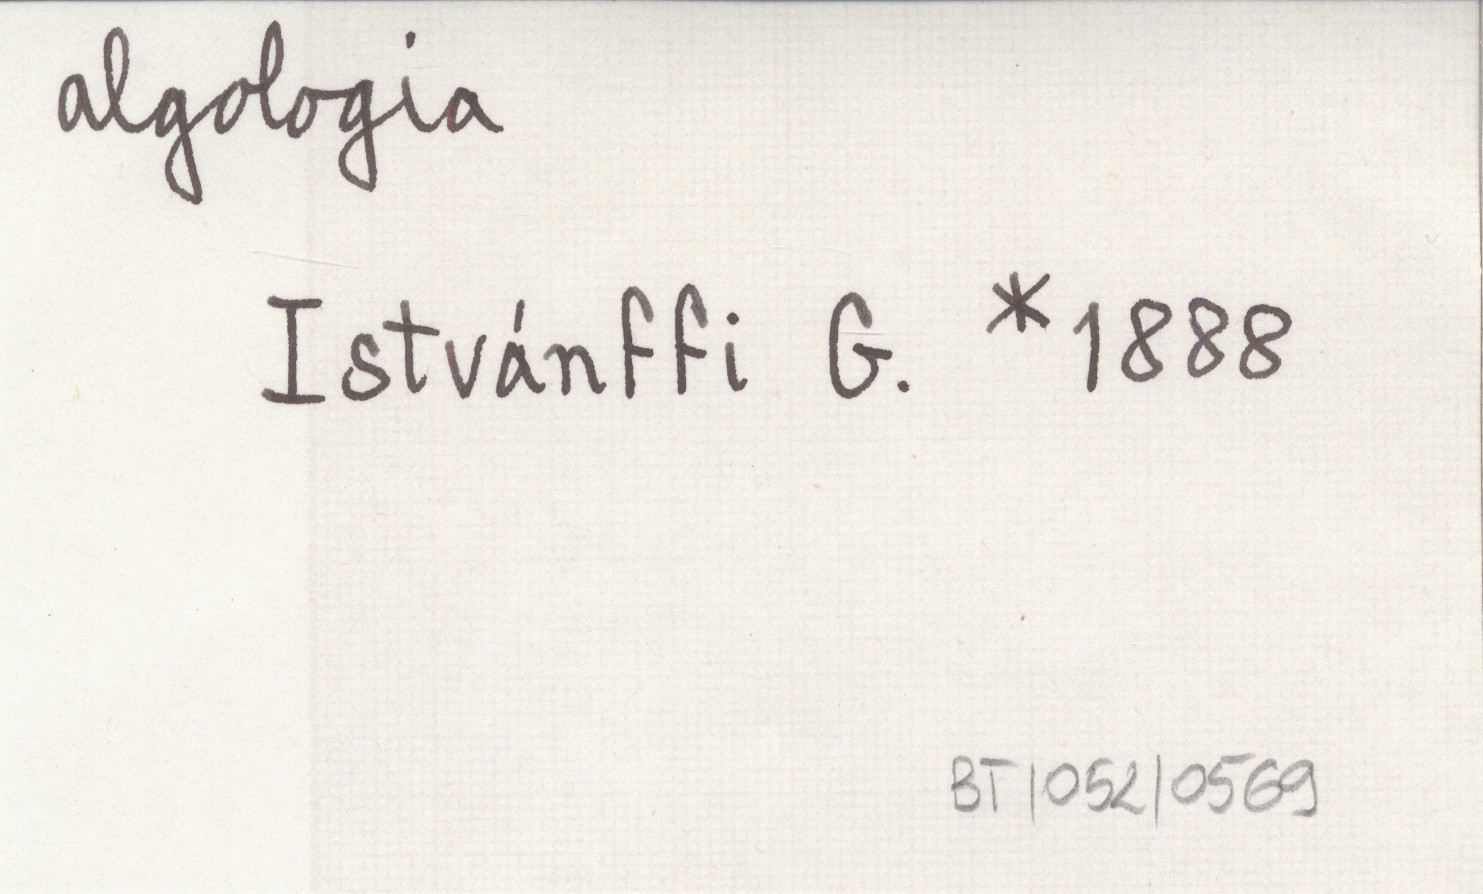 algologia
Istvánffi G. *1888
BT/052/0569